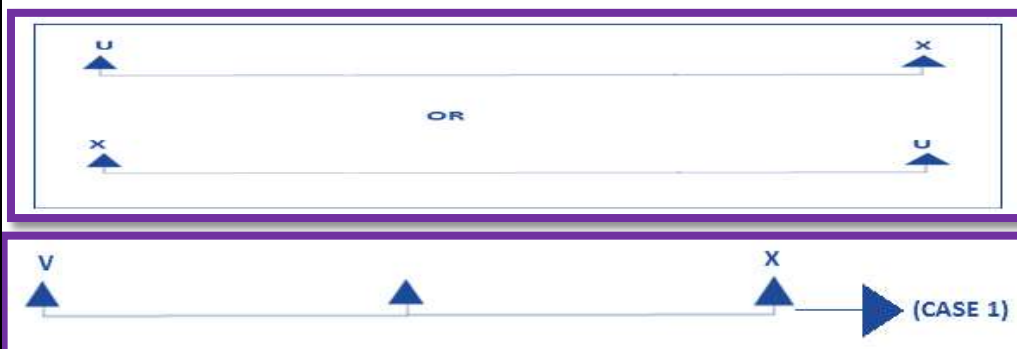 U X
OR
X U
V X
(CASE 1)